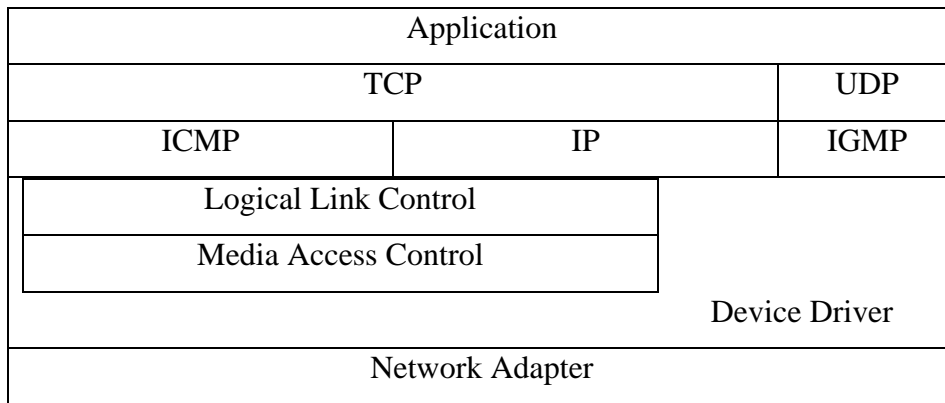 Application
TCP UDP
ICMP IP IGMP
Logical Link Control
Media Access Control
Device Driver
Network Adapter